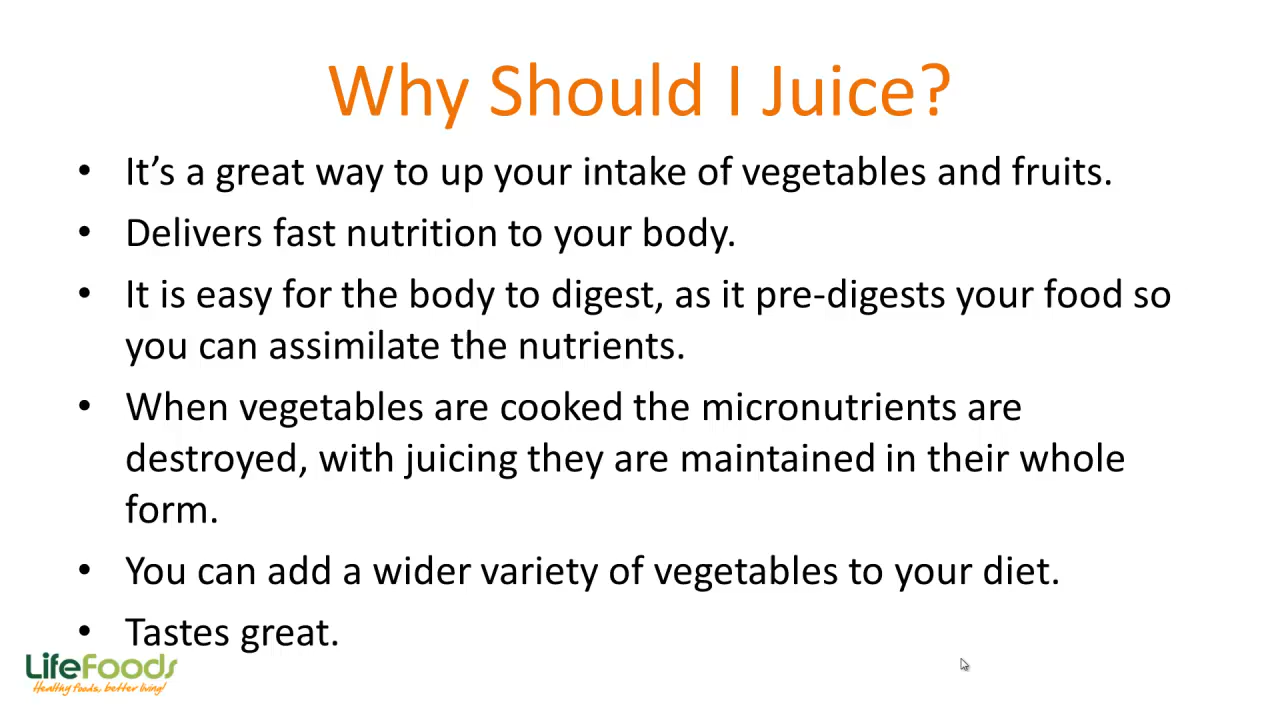 Why Should I Juice?
• It’s a great way to up your intake of vegetables and fruits.
• Delivers fast nutrition to your body.
• It is easy for the body to digest, as it pre-digests your food so
you can assimilate the nutrients.
• When vegetables are cooked the micronutrients are
destroyed, with juicing they are maintained in their whole
form.
• You can add a wider variety of vegetables to your diet.
• Tastes great.
LifeFoods
Healthy foods, better living!